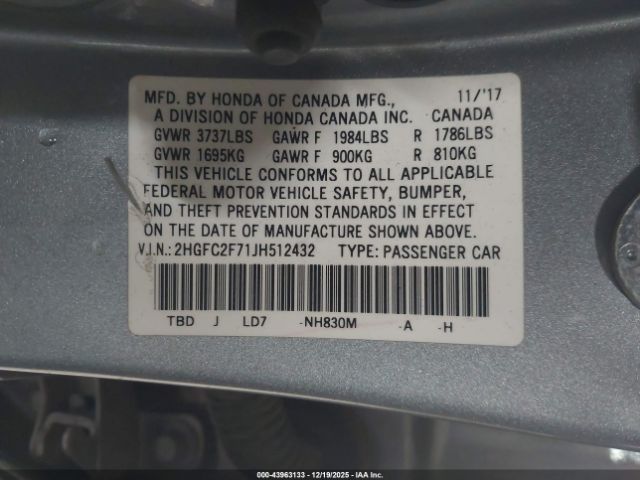 MFD. BY HONDA OF CANADA MFG., 11/'17
A DIVISION OF HONDA CANADA INC. CANADA
GVWR 3737LBS GAWR F 1984LBS R 1786LBS
GVWR 1695KG GAWR F 900KG R 810KG
THIS VEHICLE CONFORMS TO ALL APPLICABLE
FEDERAL MOTOR VEHICLE SAFETY, BUMPER,
AND THEFT PREVENTION STANDARDS IN EFFECT
ON THE DATE OF MANUFACTURE SHOWN ABOVE.
V.I.N.: 2HGFC2F71JH512432 TYPE: PASSENGER CAR
TBD J LD7 -NH830M -A -H
000-43963133 - 12/19/2025 - IAA Inc.